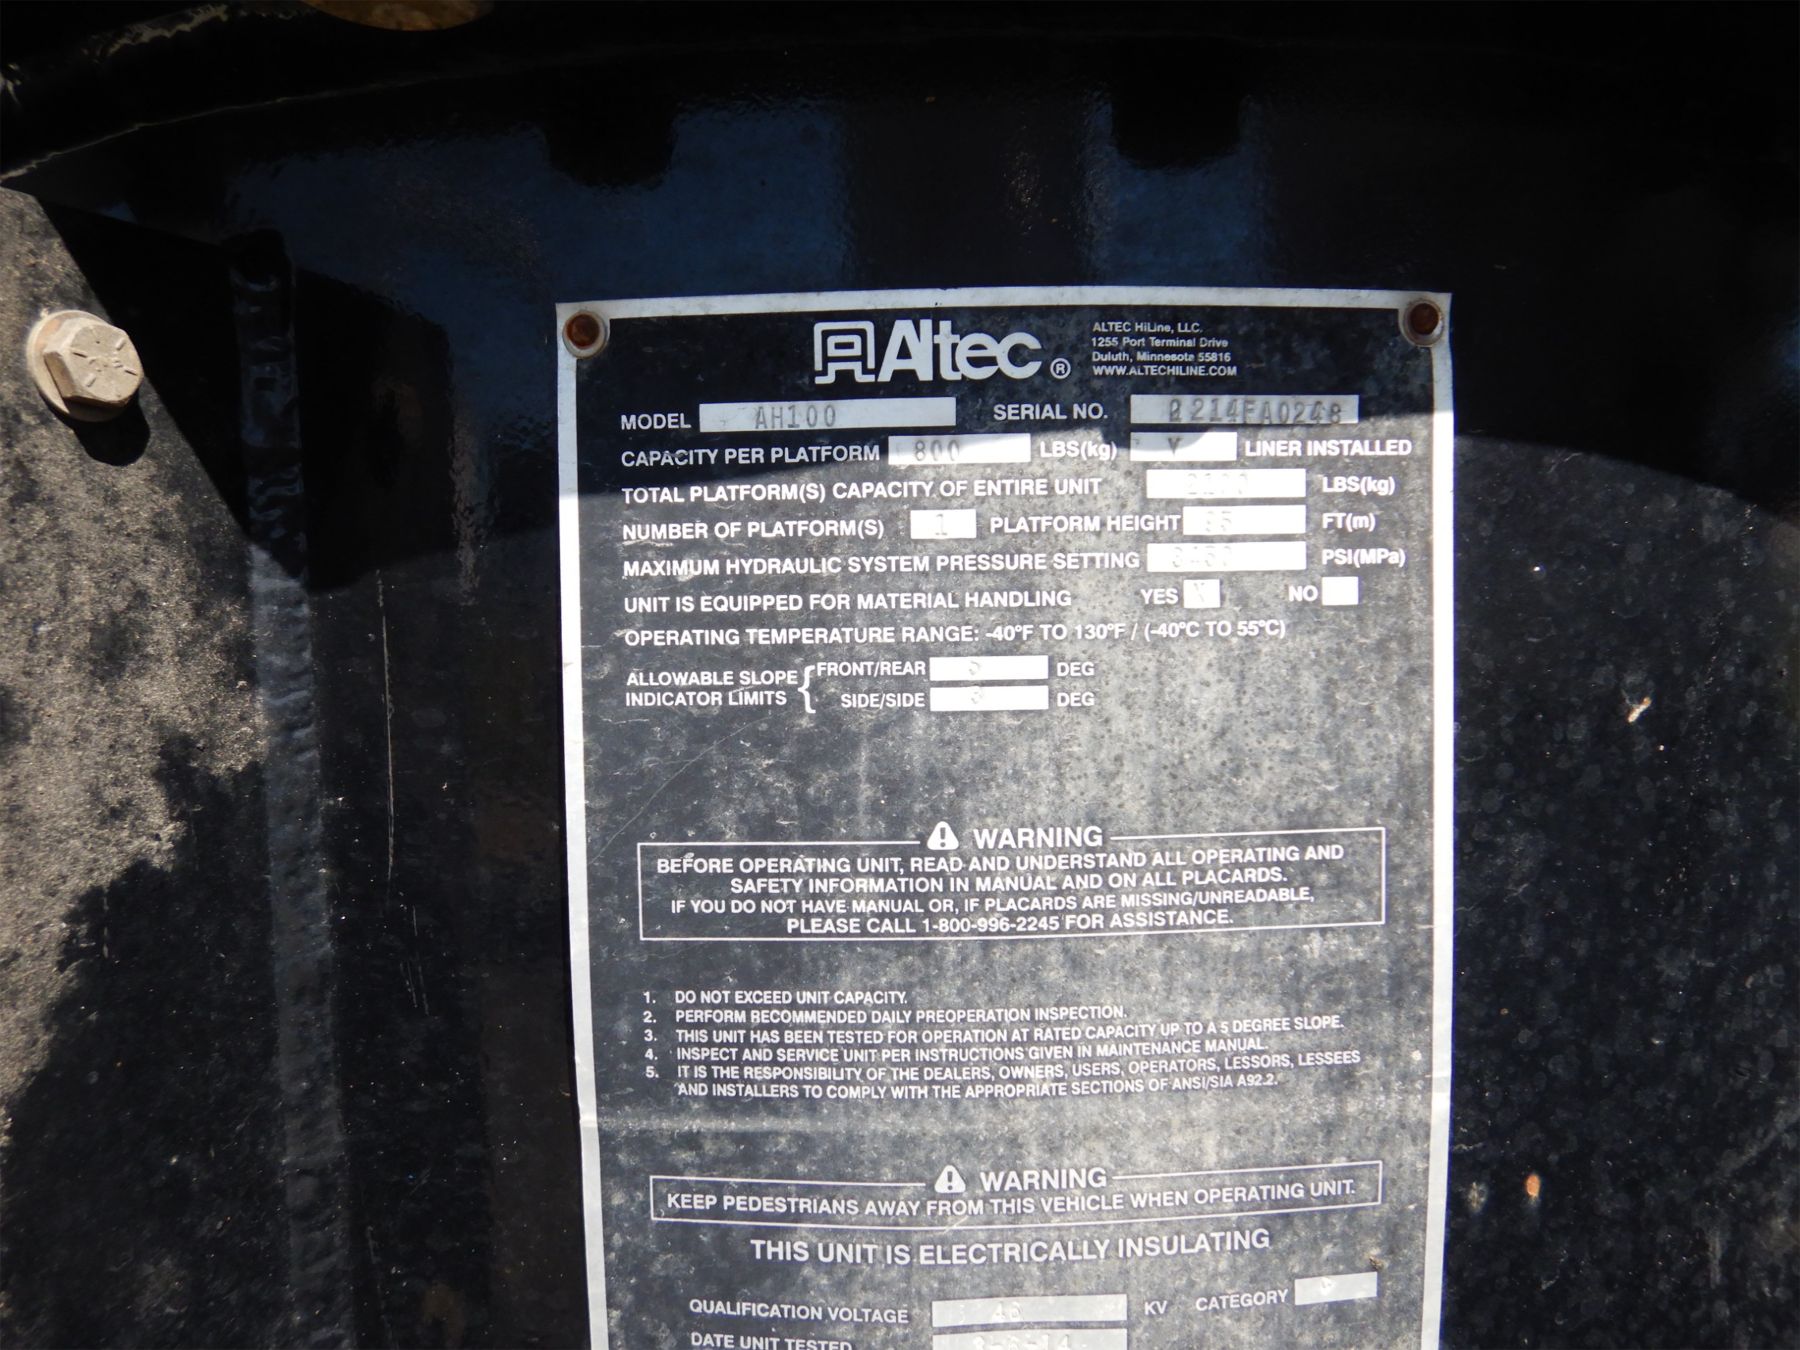 Altec®
ALTEC HiLine, LLC.
1255 Port Terminal Drive
Duluth, Minnesota 55816
WWW.ALTECHILINE.COM
MODEL AH100 SERIAL NO.
CAPACITY PER PLATFORM 800 LBS(kg) Y LINER INSTALLED
TOTAL PLATFORM(S) CAPACITY OF ENTIRE UNIT LBS(kg)
NUMBER OF PLATFORM(S) 1 PLATFORM HEIGHT FT(m)
MAXIMUM HYDRAULIC SYSTEM PRESSURE SETTING PSI(MPa)
UNIT IS EQUIPPED FOR MATERIAL HANDLING YES X NO
OPERATING TEMPERATURE RANGE: -40°F TO 130°F / (-40°C TO 55°C)
ALLOWABLE SLOPE INDICATOR LIMITS { FRONT/REAR DEG
SIDE/SIDE DEG
WARNING
BEFORE OPERATING UNIT, READ AND UNDERSTAND ALL OPERATING AND
SAFETY INFORMATION IN MANUAL AND ON ALL PLACARDS.
IF YOU DO NOT HAVE MANUAL OR, IF PLACARDS ARE MISSING/UNREADABLE,
PLEASE CALL 1-800-996-2245 FOR ASSISTANCE.
1. DO NOT EXCEED UNIT CAPACITY.
2. PERFORM RECOMMENDED DAILY PREOPERATION INSPECTION.
3. THIS UNIT HAS BEEN TESTED FOR OPERATION AT RATED CAPACITY UP TO A 5 DEGREE SLOPE.
4. INSPECT AND SERVICE UNIT PER INSTRUCTIONS GIVEN IN MAINTENANCE MANUAL.
5. IT IS THE RESPONSIBILITY OF THE DEALERS, OWNERS, USERS, OPERATORS, LESSORS, LESSEES
AND INSTALLERS TO COMPLY WITH THE APPROPRIATE SECTIONS OF ANSI/SIA A92.2.
WARNING
KEEP PEDESTRIANS AWAY FROM THIS VEHICLE WHEN OPERATING UNIT.
THIS UNIT IS ELECTRICALLY INSULATING
QUALIFICATION VOLTAGE 46 KV CATEGORY
DATE UNIT TESTED